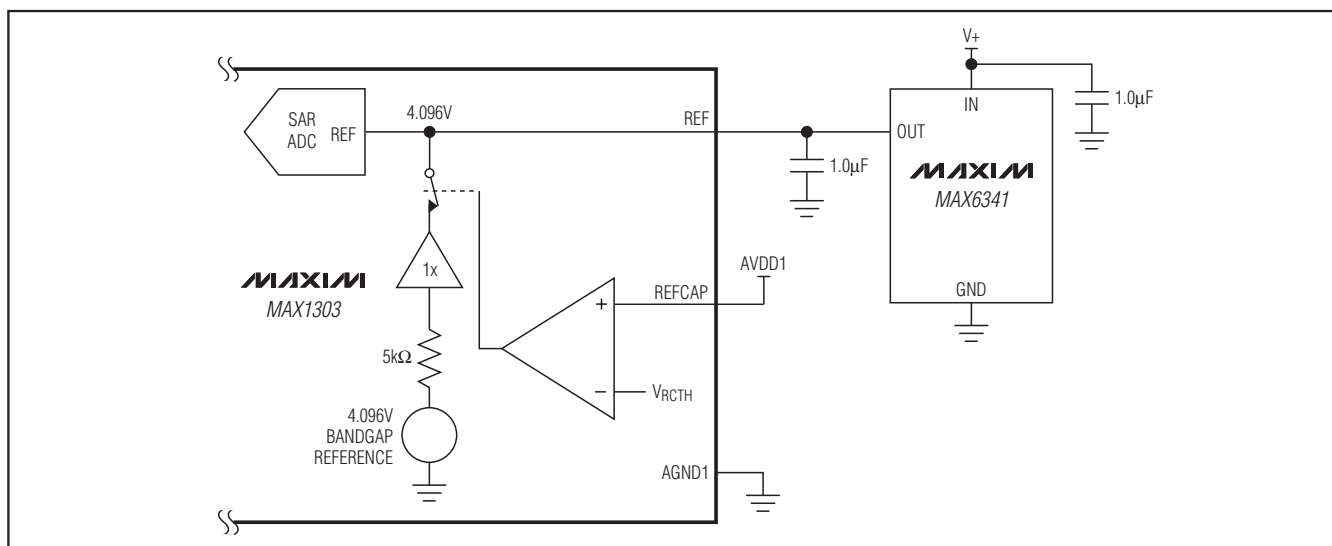 V+
1.0µF
IN
OUT
MAXIM
MAX6341
GND
SAR
ADC
REF
4.096V
REF
1.0µF
1x
MAXIM
MAX1303
AVDD1
REFCAP
+
−
VRCTH
5kΩ
4.096V
BANDGAP
REFERENCE
AGND1